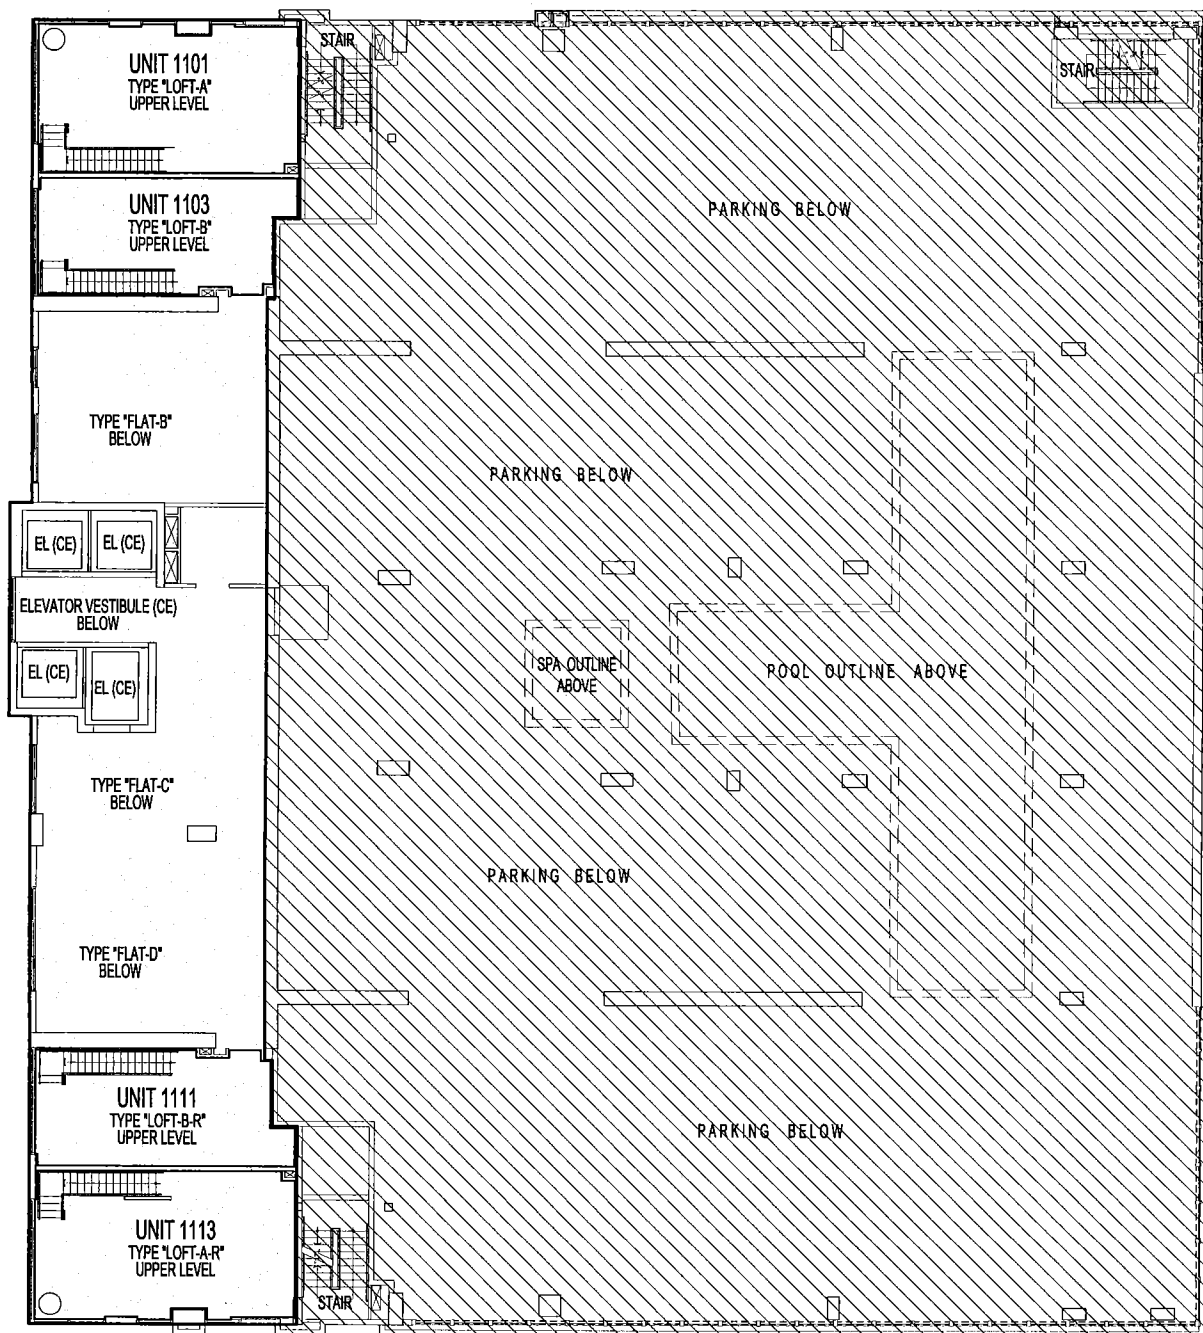 UNIT 1101
TYPE "LOFT-A"
UPPER LEVEL
STAIR
STAIR
UNIT 1103
TYPE "LOFT-B"
UPPER LEVEL
PARKING BELOW
TYPE "FLAT-B"
BELOW
PARKING BELOW
EL (CE)
EL (CE)
ELEVATOR VESTIBULE (CE)
BELOW
EL (CE)
EL (CE)
SPA OUTLINE
ABOVE
POOL OUTLINE ABOVE
TYPE "FLAT-C"
BELOW
PARKING BELOW
TYPE "FLAT-D"
BELOW
UNIT 1111
TYPE "LOFT-B-R"
UPPER LEVEL
PARKING BELOW
UNIT 1113
TYPE "LOFT-A-R"
UPPER LEVEL
STAIR